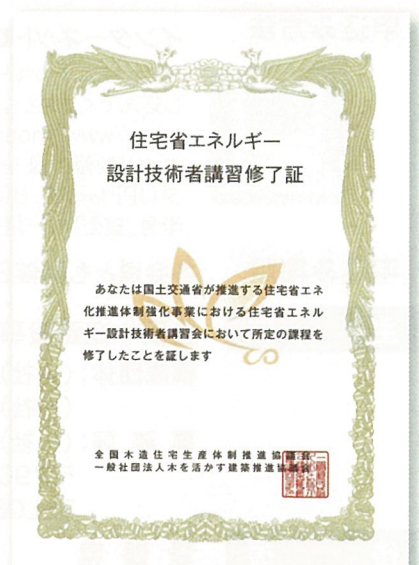 住宅省エネルギー
設計技術者講習修了証
あなたは国土交通省が推進する住宅省エネ
化推進体制強化事業における住宅省エネル
ギー設計技術者講習会において所定の課程を
修了したことを証します
全国木造住宅生産体制推進協議会
一般社団法人木を活かす建築推進協議会